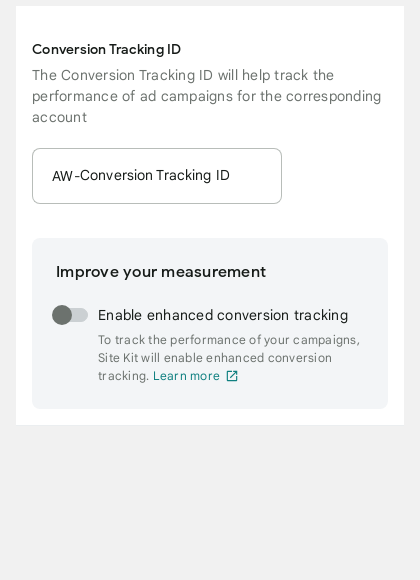 Conversion Tracking ID
The Conversion Tracking ID will help track the
performance of ad campaigns for the corresponding
account
AW-Conversion Tracking ID
Improve your measurement
Enable enhanced conversion tracking
To track the performance of your campaigns,
Site Kit will enable enhanced conversion
tracking. Learn more